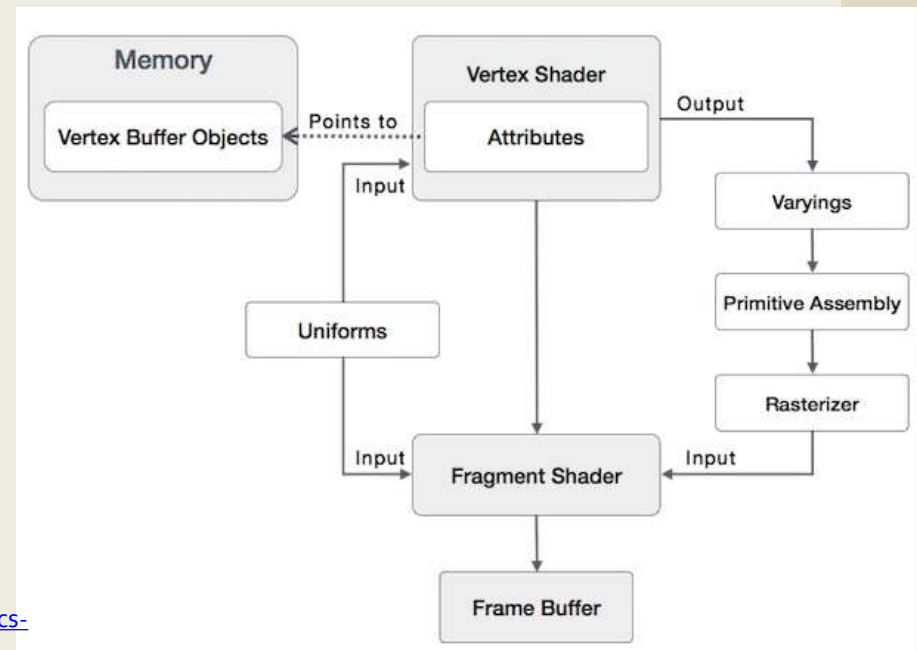 Memory
Vertex Buffer Objects
Points to
Vertex Shader
Attributes
Output
Input
Varyings
Uniforms
Primitive Assembly
Rasterizer
Input
Fragment Shader
Input
Frame Buffer
cs-